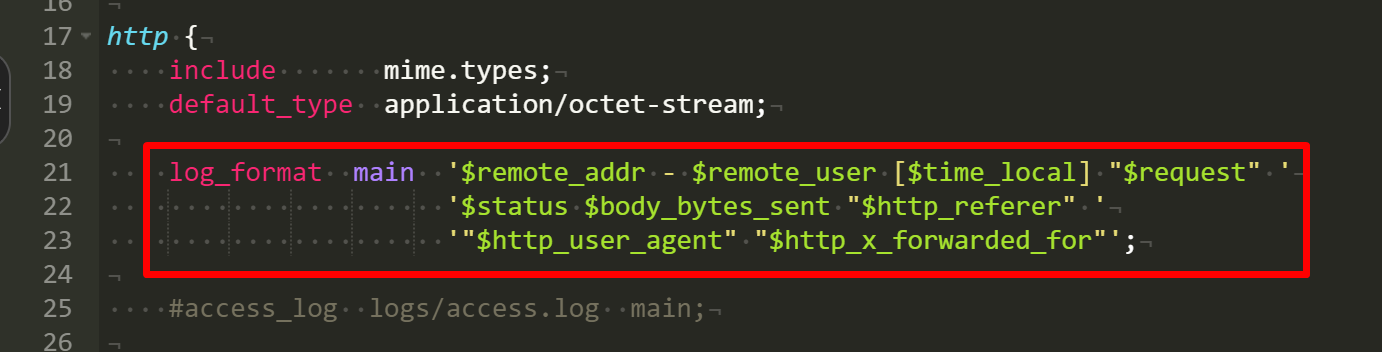 16
17 http {
18 include mime.types;
19 default_type application/octet-stream;
20
21 log_format main '$remote_addr - $remote_user [$time_local] "$request" '
22 '$status $body_bytes_sent "$http_referer" '
23 '"$http_user_agent" "$http_x_forwarded_for"';
24
25 #access_log logs/access.log main;
26